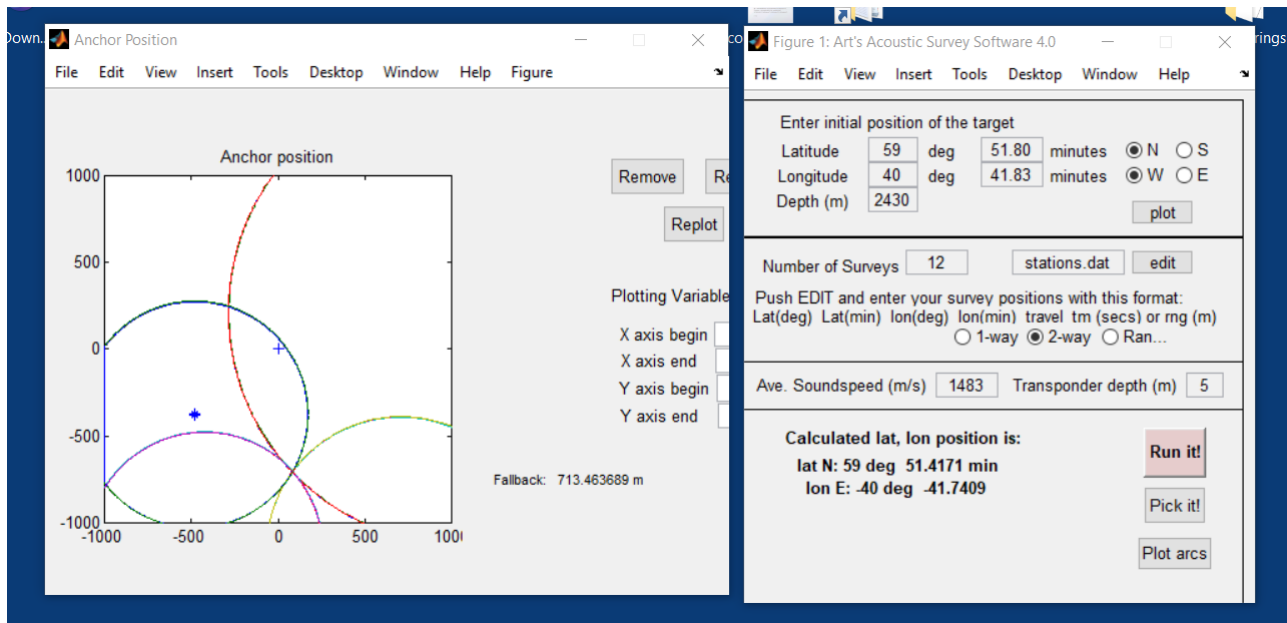 Down...
Anchor Position
File Edit View Insert Tools Desktop Window Help Figure
Anchor position
1000
500
0
-500
-1000
-1000 -500 0 500
Remove
Replot
Plotting Variable
X axis begin
X axis end
Y axis begin
Y axis end
Fallback: 713.463689 m
Figure 1: Art's Acoustic Survey Software 4.0
File Edit View Insert Tools Desktop Window Help
Enter initial position of the target
Latitude 59 deg 51.80 minutes N S
Longitude 40 deg 41.83 minutes W E
Depth (m) 2430
plot
Number of Surveys 12 stations.dat edit
Push EDIT and enter your survey positions with this format:
Lat(deg) Lat(min) lon(deg) lon(min) travel tm (secs) or rng (m)
1-way 2-way Ran...
Ave. Soundspeed (m/s) 1483 Transponder depth (m) 5
Calculated lat, lon position is:
lat N: 59 deg 51.4171 min
lon E: -40 deg -41.7409
Run it!
Pick it!
Plot arcs